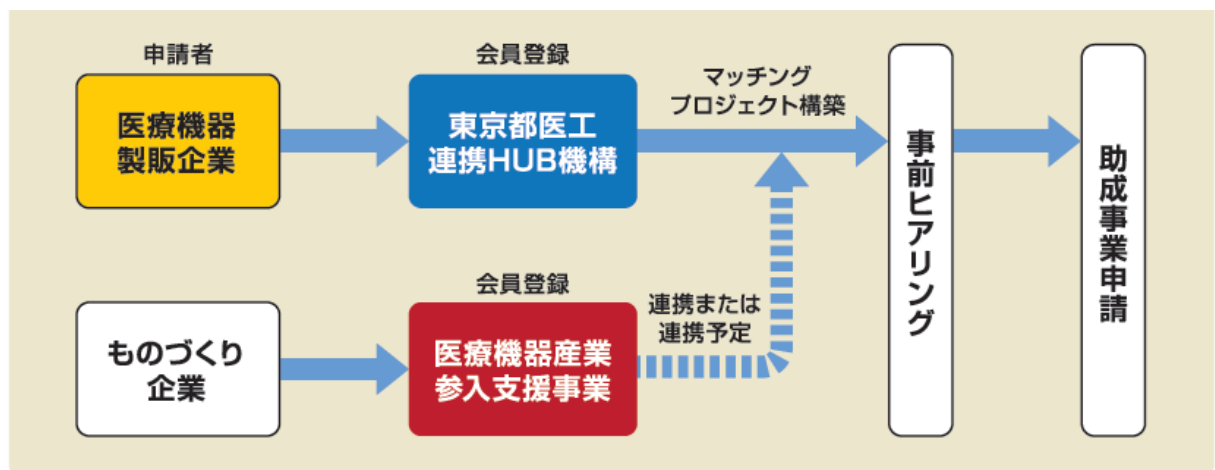 申請者
医療機器
製販企業
会員登録
東京都医工
連携HUB機構
マッチング
プロジェクト構築
事前ヒアリング
助成事業申請
ものづくり
企業
会員登録
医療機器産業
参入支援事業
連携または
連携予定